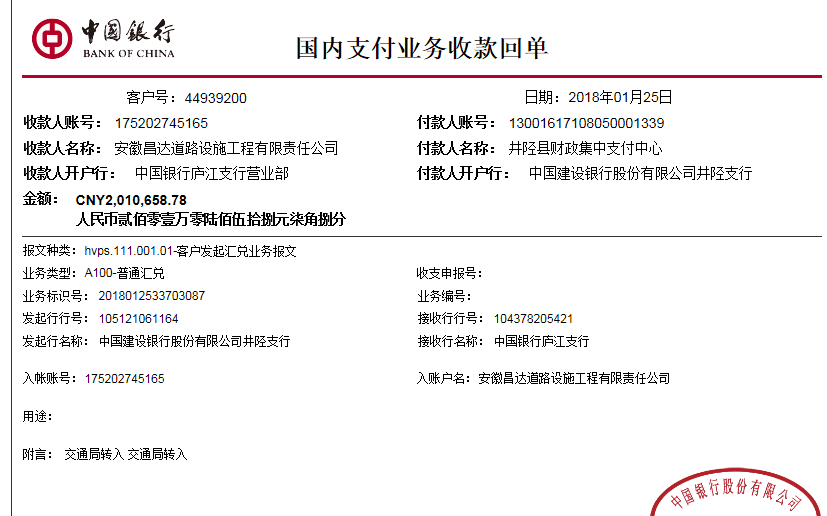 中国银行
BANK OF CHINA
国内支付业务收款回单
客户号：44939200 日期：2018年01月25日
收款人账号：175202745165 付款人账号：13001617108050001339
收款人名称：安徽昌达道路设施工程有限责任公司 付款人名称：井陉县财政集中支付中心
收款人开户行：中国银行庐江支行营业部 付款人开户行：中国建设银行股份有限公司井陉支行
金额：CNY2,010,658.78
人民币贰佰零壹万零陆佰伍拾捌元柒角捌分
报文种类：hvps.111.001.01-客户发起汇兑业务报文
业务类型：A100-普通汇兑 收支申报号：
业务标识号：2018012533703087 业务编号：
发起行行号：105121061164 接收行行号：104378205421
发起行名称：中国建设银行股份有限公司井陉支行 接收行名称：中国银行庐江支行
入帐账号：175202745165 入账户名：安徽昌达道路设施工程有限责任公司
用途：
附言：交通局转入 交通局转入
中国银行股份有限公司